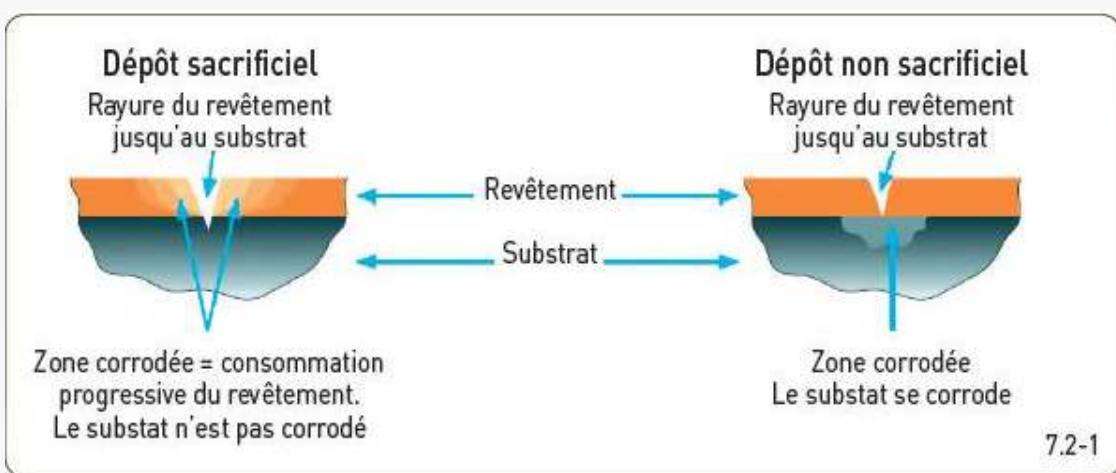 Dépôt sacrificiel
Rayure du revêtement
jusqu'au substrat
Dépôt non sacrificiel
Rayure du revêtement
jusqu'au substrat
Revêtement
Substrat
Zone corrodée = consommation
progressive du revêtement.
Le substat n'est pas corrodé
Zone corrodée
Le substat se corrode
7.2-1